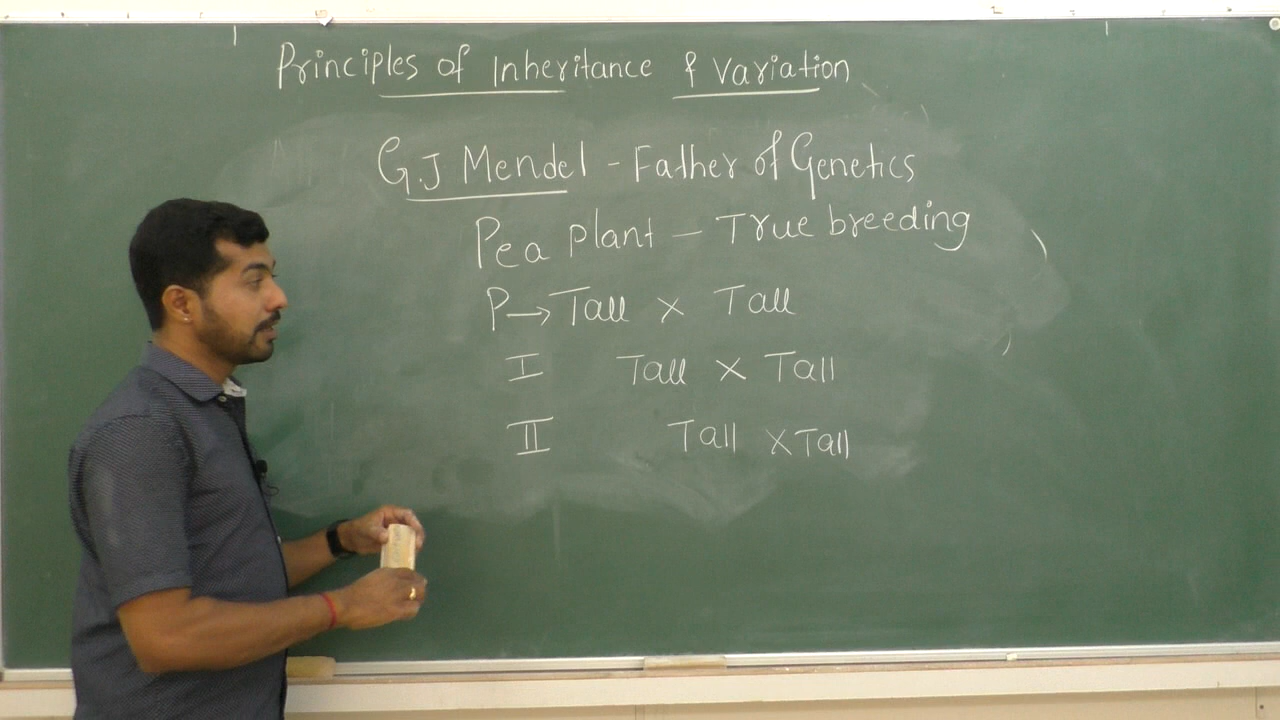 Principles of Inheritance & Variation
G.J Mendel - Father of Genetics
Pea plant - True breeding
P → Tall x Tall
I Tall x Tall
II Tall x Tall